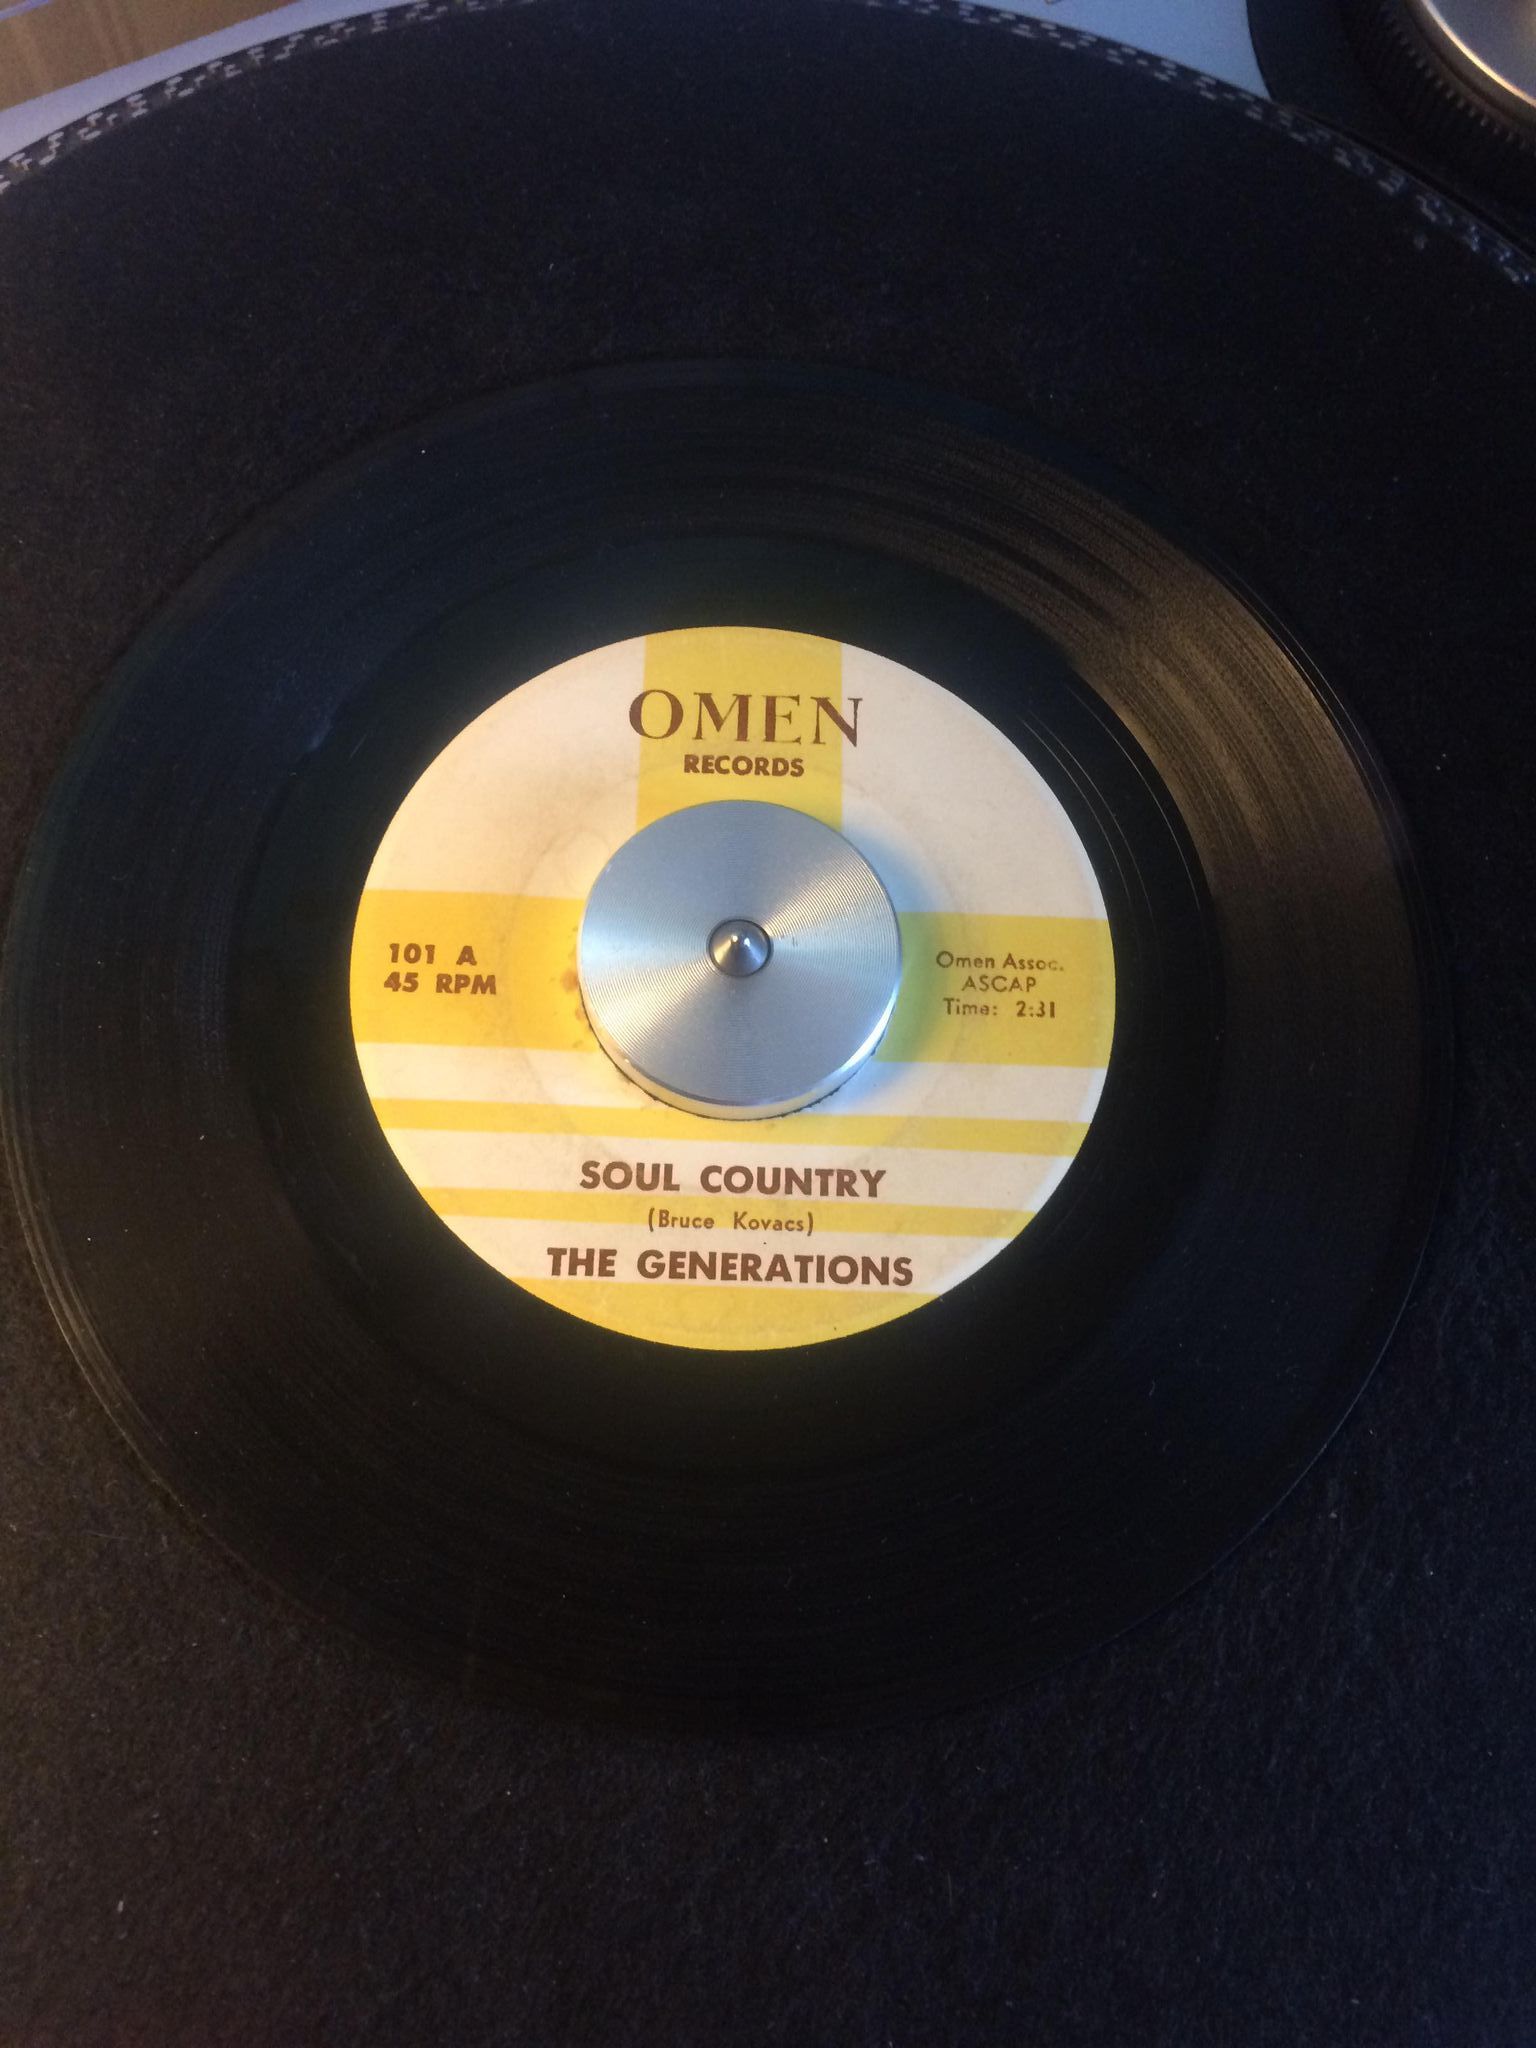 OMEN
RECORDS
101 A
45 RPM
Omen Assoc.
ASCAP
Time: 2:31
SOUL COUNTRY
(Bruce Kovacs)
THE GENERATIONS